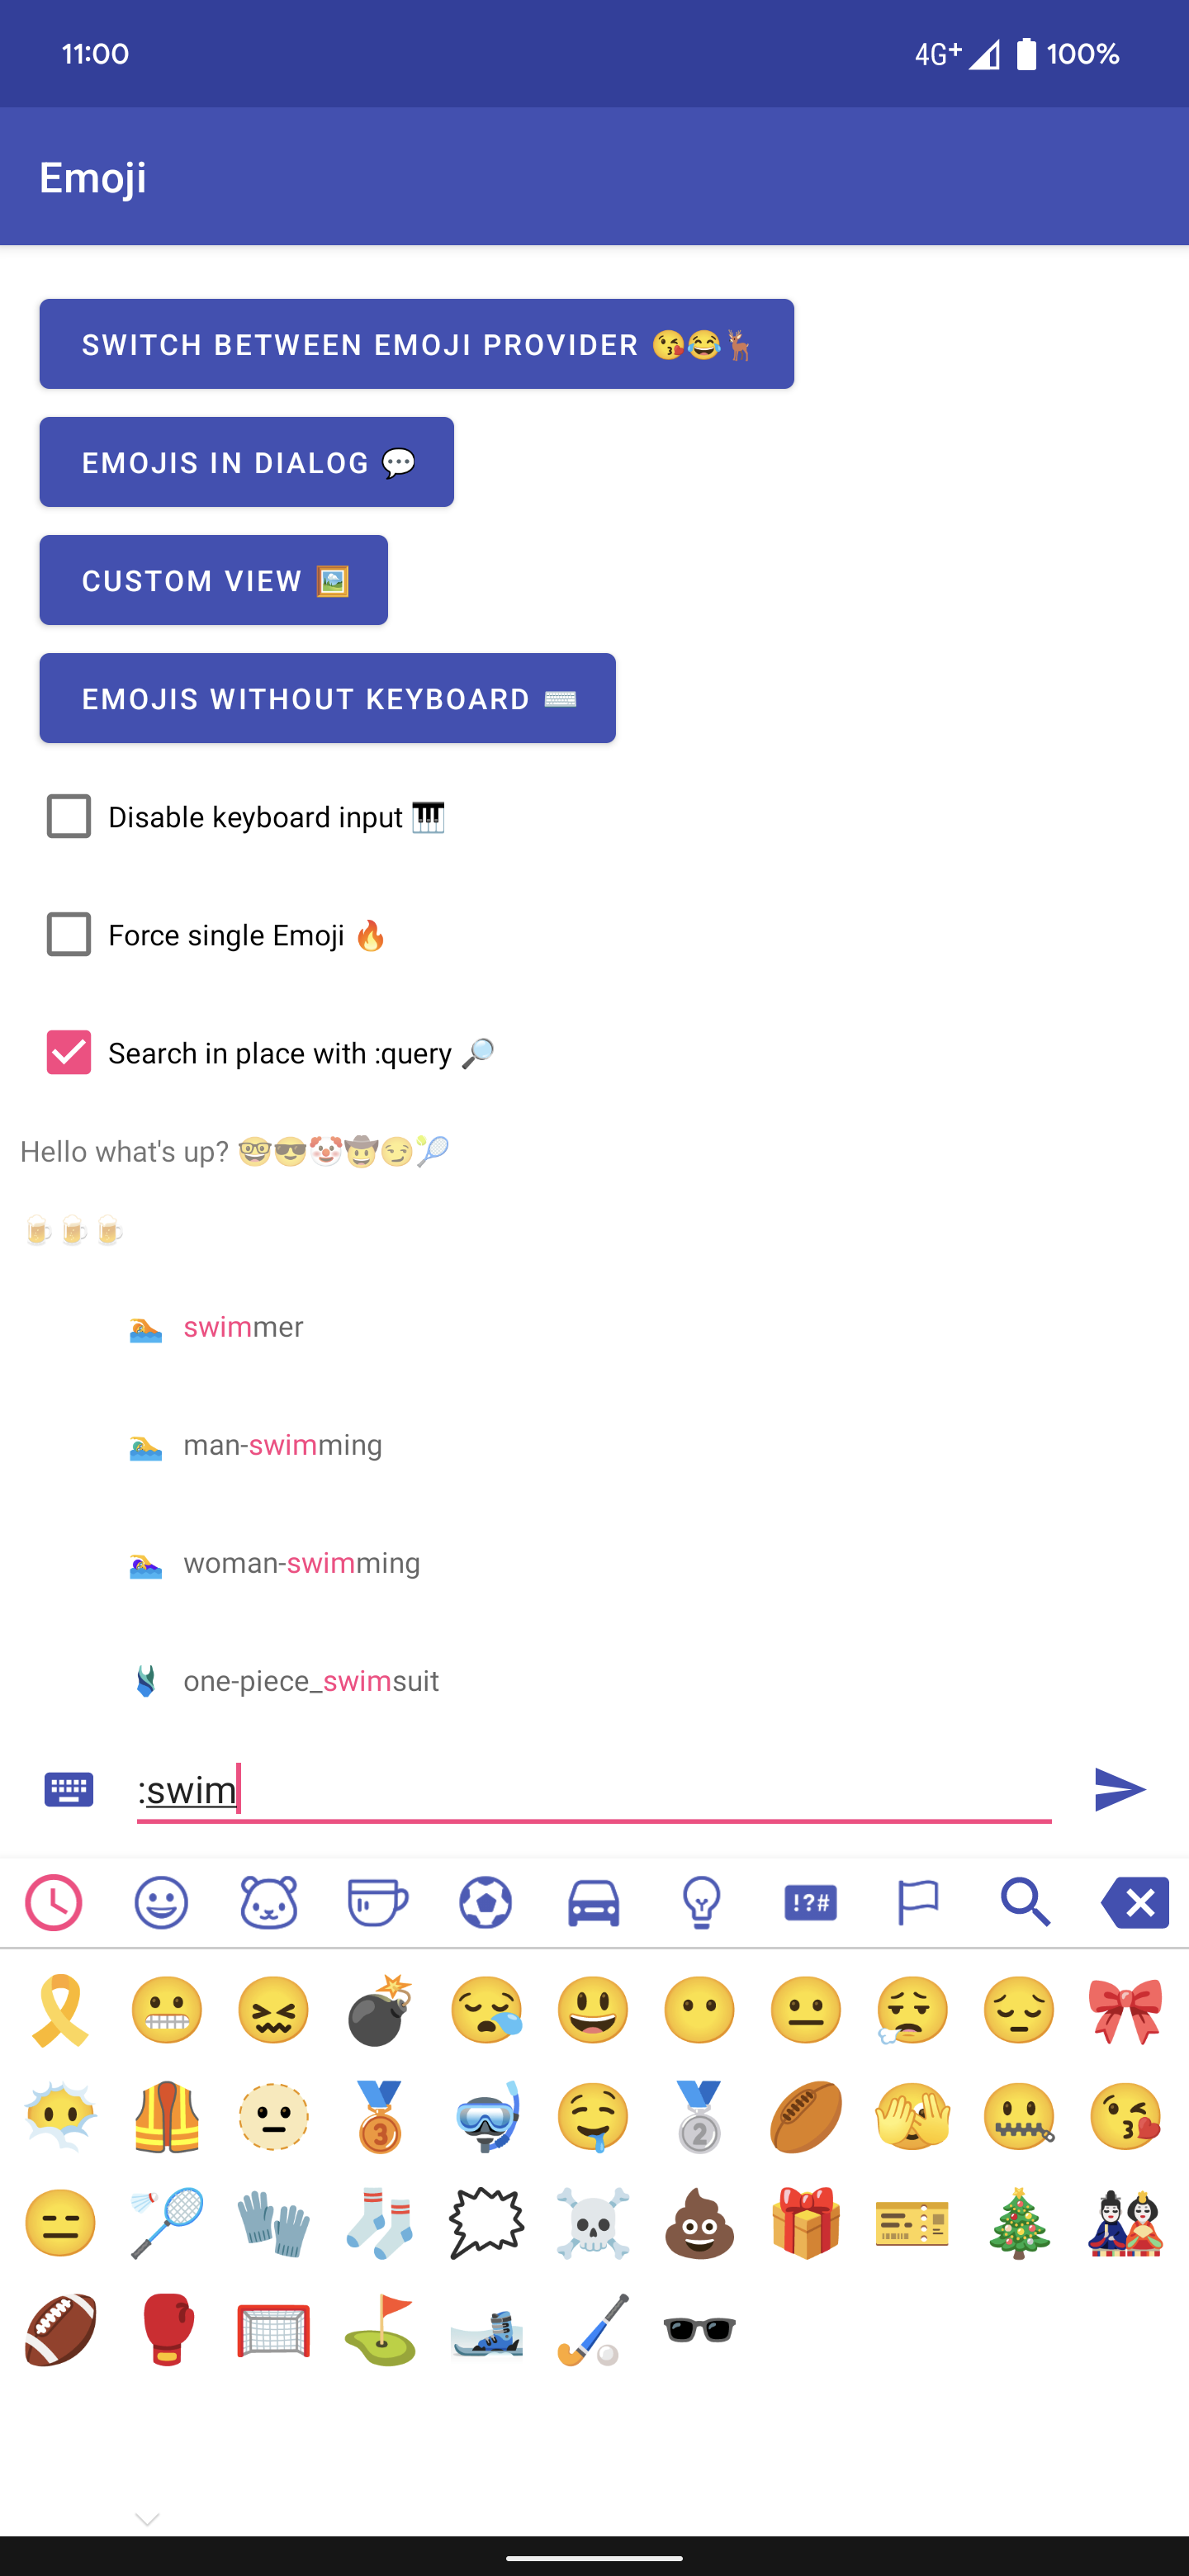 11:00 4G+ 100%
Emoji
SWITCH BETWEEN EMOJI PROVIDER 😘😂🦌
EMOJIS IN DIALOG 💬
CUSTOM VIEW 🖼️
EMOJIS WITHOUT KEYBOARD ⌨️
Disable keyboard input 🎹
Force single Emoji 🔥
Search in place with :query 🔎
Hello what's up? 🤓😎🤡🤠😏🎾
🍺🍺🍺
🏊 swimmer
🏊‍♂️ man-swimming
🏊‍♀️ woman-swimming
🩱 one-piece_swimsuit
:swim
!?#